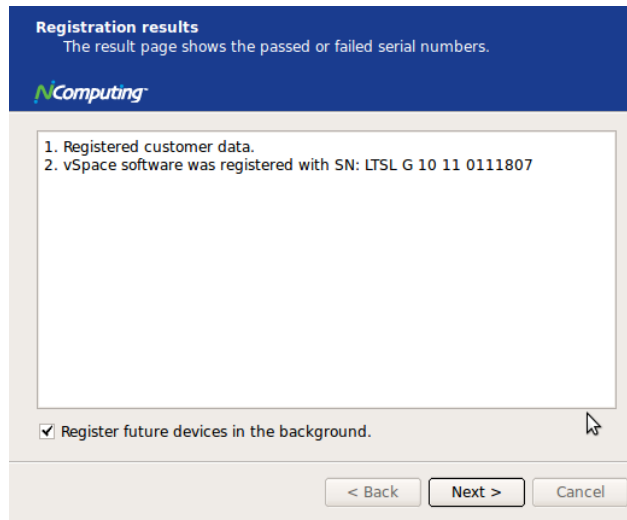 Registration results
The result page shows the passed or failed serial numbers.
NComputing™
1. Registered customer data.
2. vSpace software was registered with SN: LTSL G 10 11 0111807
Register future devices in the background.
< Back Next > Cancel